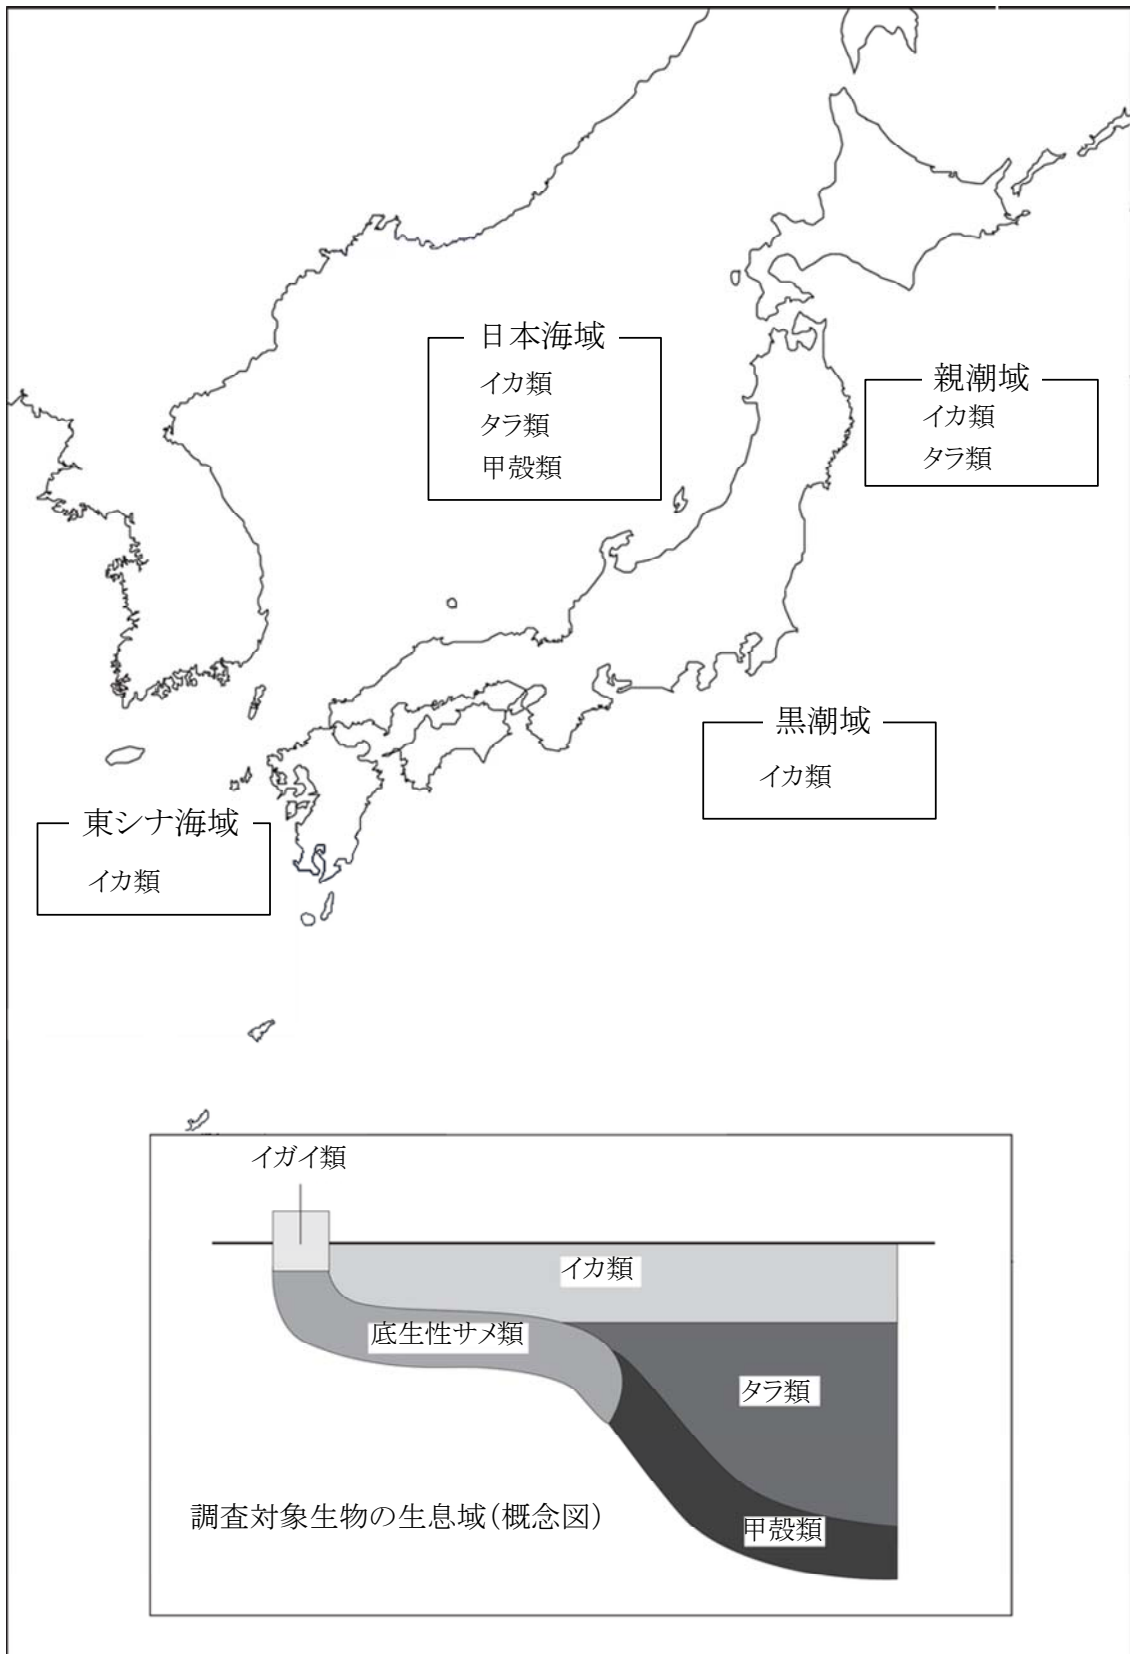 日本海域
イカ類
タラ類
甲殻類
親潮域
イカ類
タラ類
黒潮域
イカ類
東シナ海域
イカ類
イガイ類
イカ類
底生性サメ類
タラ類
甲殻類
調査対象生物の生息域(概念図)